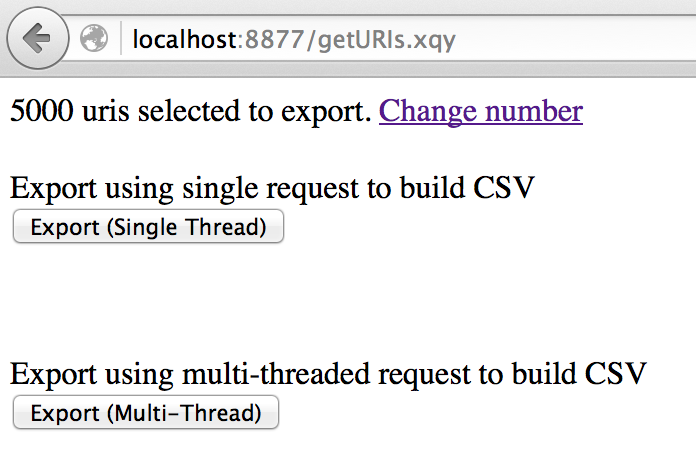 localhost:8877/getURIs.xqy
5000 uris selected to export. Change number
Export using single request to build CSV
Export (Single Thread)
Export using multi-threaded request to build CSV
Export (Multi-Thread)